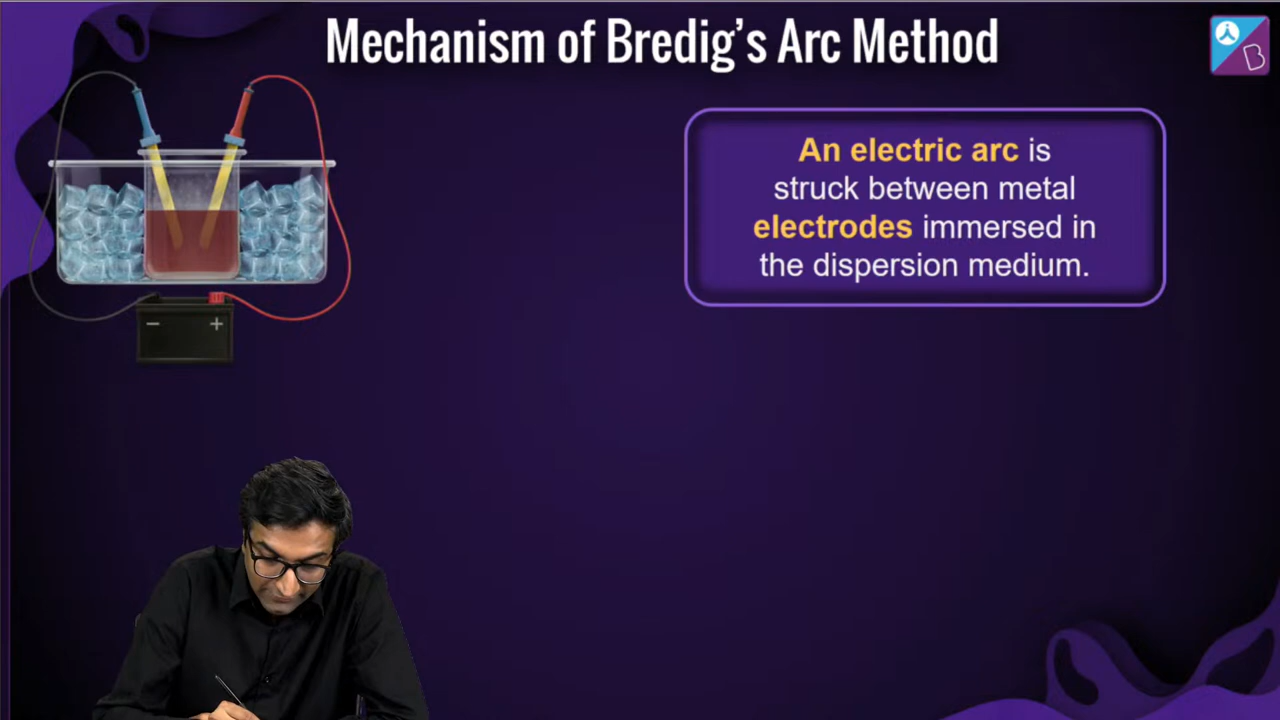 Mechanism of Bredig’s Arc Method
An electric arc is
struck between metal
electrodes immersed in
the dispersion medium.
− +
B